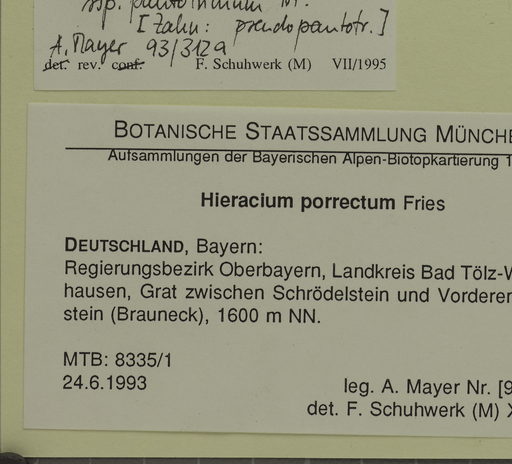 ssp.
[Zahn: pseudopantotr.]
A. Mayer 93/3129
det. rev. conf. F. Schuhwerk (M) VII/1995
BOTANISCHE STAATSSAMMLUNG MÜNCHE
Aufsammlungen der Bayerischen Alpen-Biotopkartierung 1
Hieracium porrectum Fries
DEUTSCHLAND, Bayern:
Regierungsbezirk Oberbayern, Landkreis Bad Tölz-W
hausen, Grat zwischen Schrödelstein und Vorderer
stein (Brauneck), 1600 m NN.
MTB: 8335/1
24.6.1993
leg. A. Mayer Nr. [9
det. F. Schuhwerk (M) X